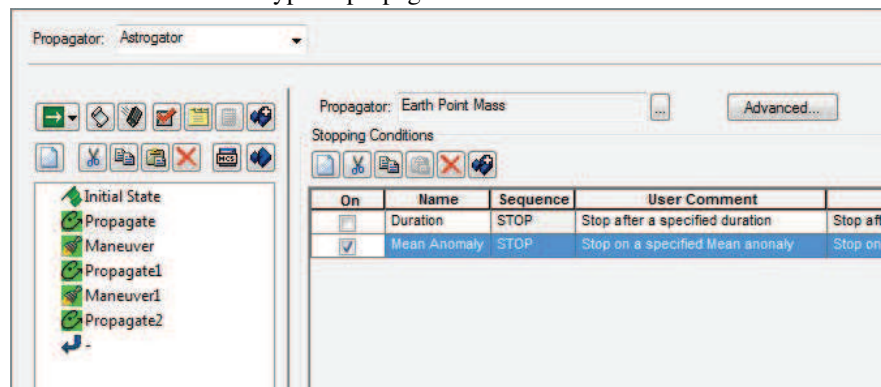 Propagator: Astrogator
Propagator: Earth Point Mass ... Advanced...
Stopping Conditions
MCS
Initial State
Propagate
Maneuver
Propagate1
Maneuver1
Propagate2
-
On Name Sequence User Comment
Duration STOP Stop after a specified duration Stop aft
Mean Anomaly STOP Stop on a specified Mean anonaly Stop on